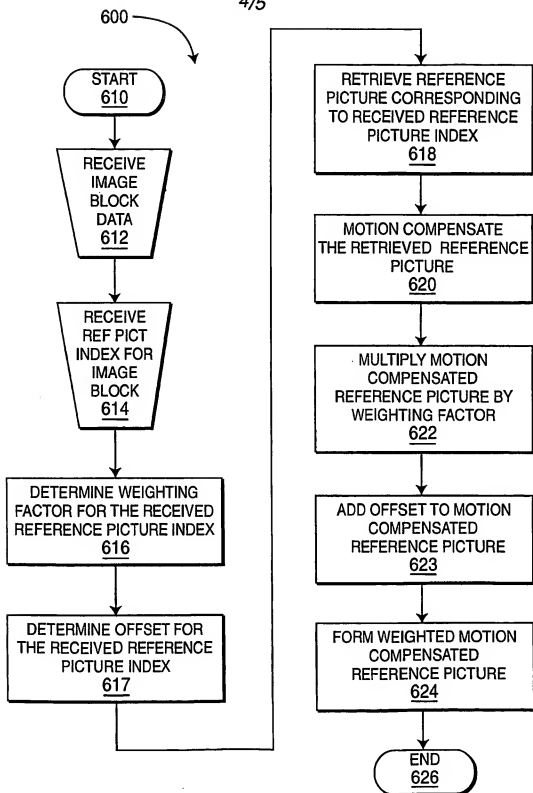 4/5
600
START
610
RECEIVE
IMAGE
BLOCK
DATA
612
RECEIVE
REF PICT
INDEX FOR
IMAGE
BLOCK
614
DETERMINE WEIGHTING
FACTOR FOR THE RECEIVED
REFERENCE PICTURE INDEX
616
DETERMINE OFFSET FOR
THE RECEIVED REFERENCE
PICTURE INDEX
617
RETRIEVE REFERENCE
PICTURE CORRESPONDING
TO RECEIVED REFERENCE
PICTURE INDEX
618
MOTION COMPENSATE
THE RETRIEVED REFERENCE
PICTURE
620
MULTIPLY MOTION
COMPENSATED
REFERENCE PICTURE BY
WEIGHTING FACTOR
622
ADD OFFSET TO MOTION
COMPENSATED
REFERENCE PICTURE
623
FORM WEIGHTED MOTION
COMPENSATED
REFERENCE PICTURE
624
END
626